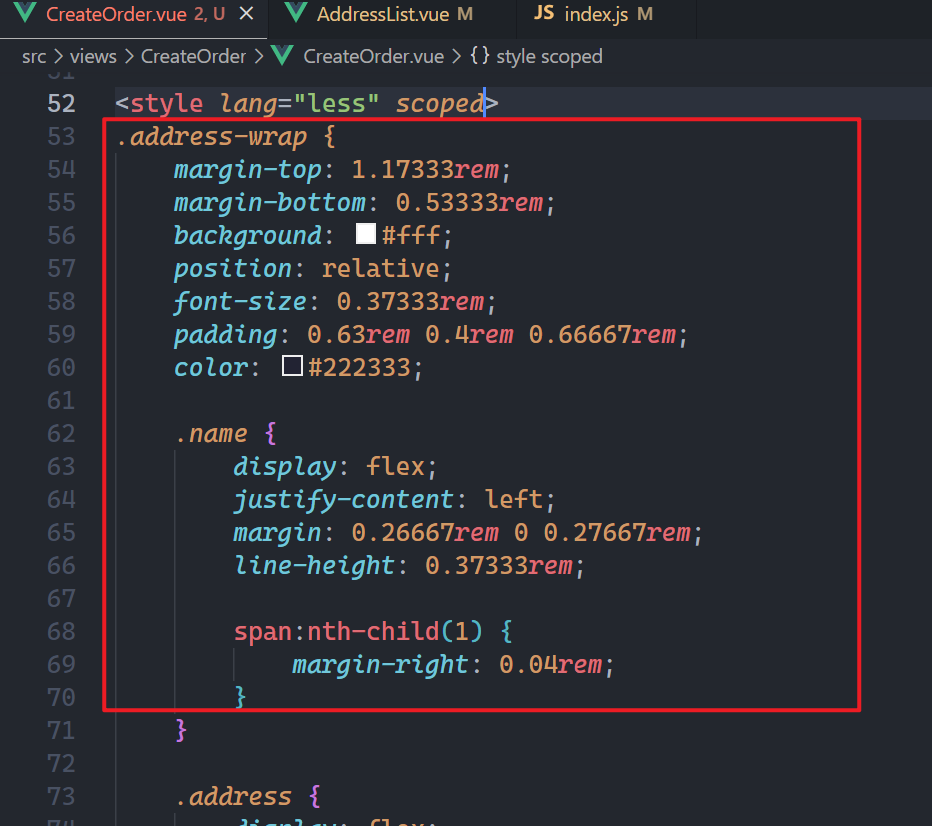 CreateOrder.vue 2, U × AddressList.vue M JS index.js M
src > views > CreateOrder > CreateOrder.vue > {} style scoped
51
52 <style lang="less" scoped>
53 .address-wrap {
54 margin-top: 1.17333rem;
55 margin-bottom: 0.53333rem;
56 background: #fff;
57 position: relative;
58 font-size: 0.37333rem;
59 padding: 0.63rem 0.4rem 0.66667rem;
60 color: #222333;
61
62 .name {
63 display: flex;
64 justify-content: left;
65 margin: 0.26667rem 0 0.27667rem;
66 line-height: 0.37333rem;
67
68 span:nth-child(1) {
69 margin-right: 0.04rem;
70 }
71 }
72
73 .address {
74 display: flex;